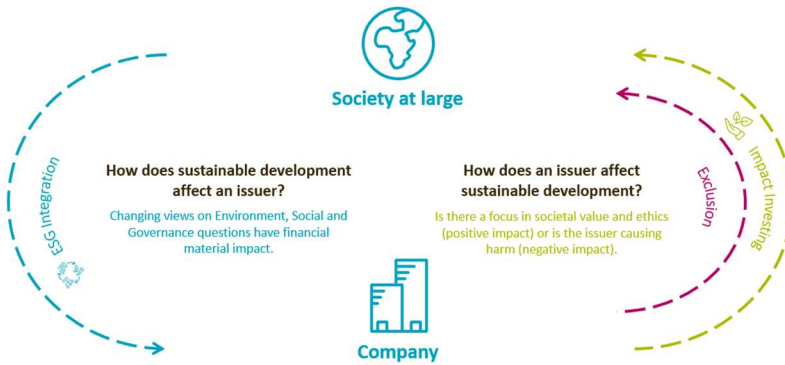 Society at large
How does sustainable development
affect an issuer?
Changing views on Environment, Social and
Governance questions have financial
material impact.
ESG Integration
How does an issuer affect
sustainable development?
Is there a focus in societal value and ethics
(positive impact) or is the issuer causing
harm (negative impact).
Exclusion
Impact Investing
Company